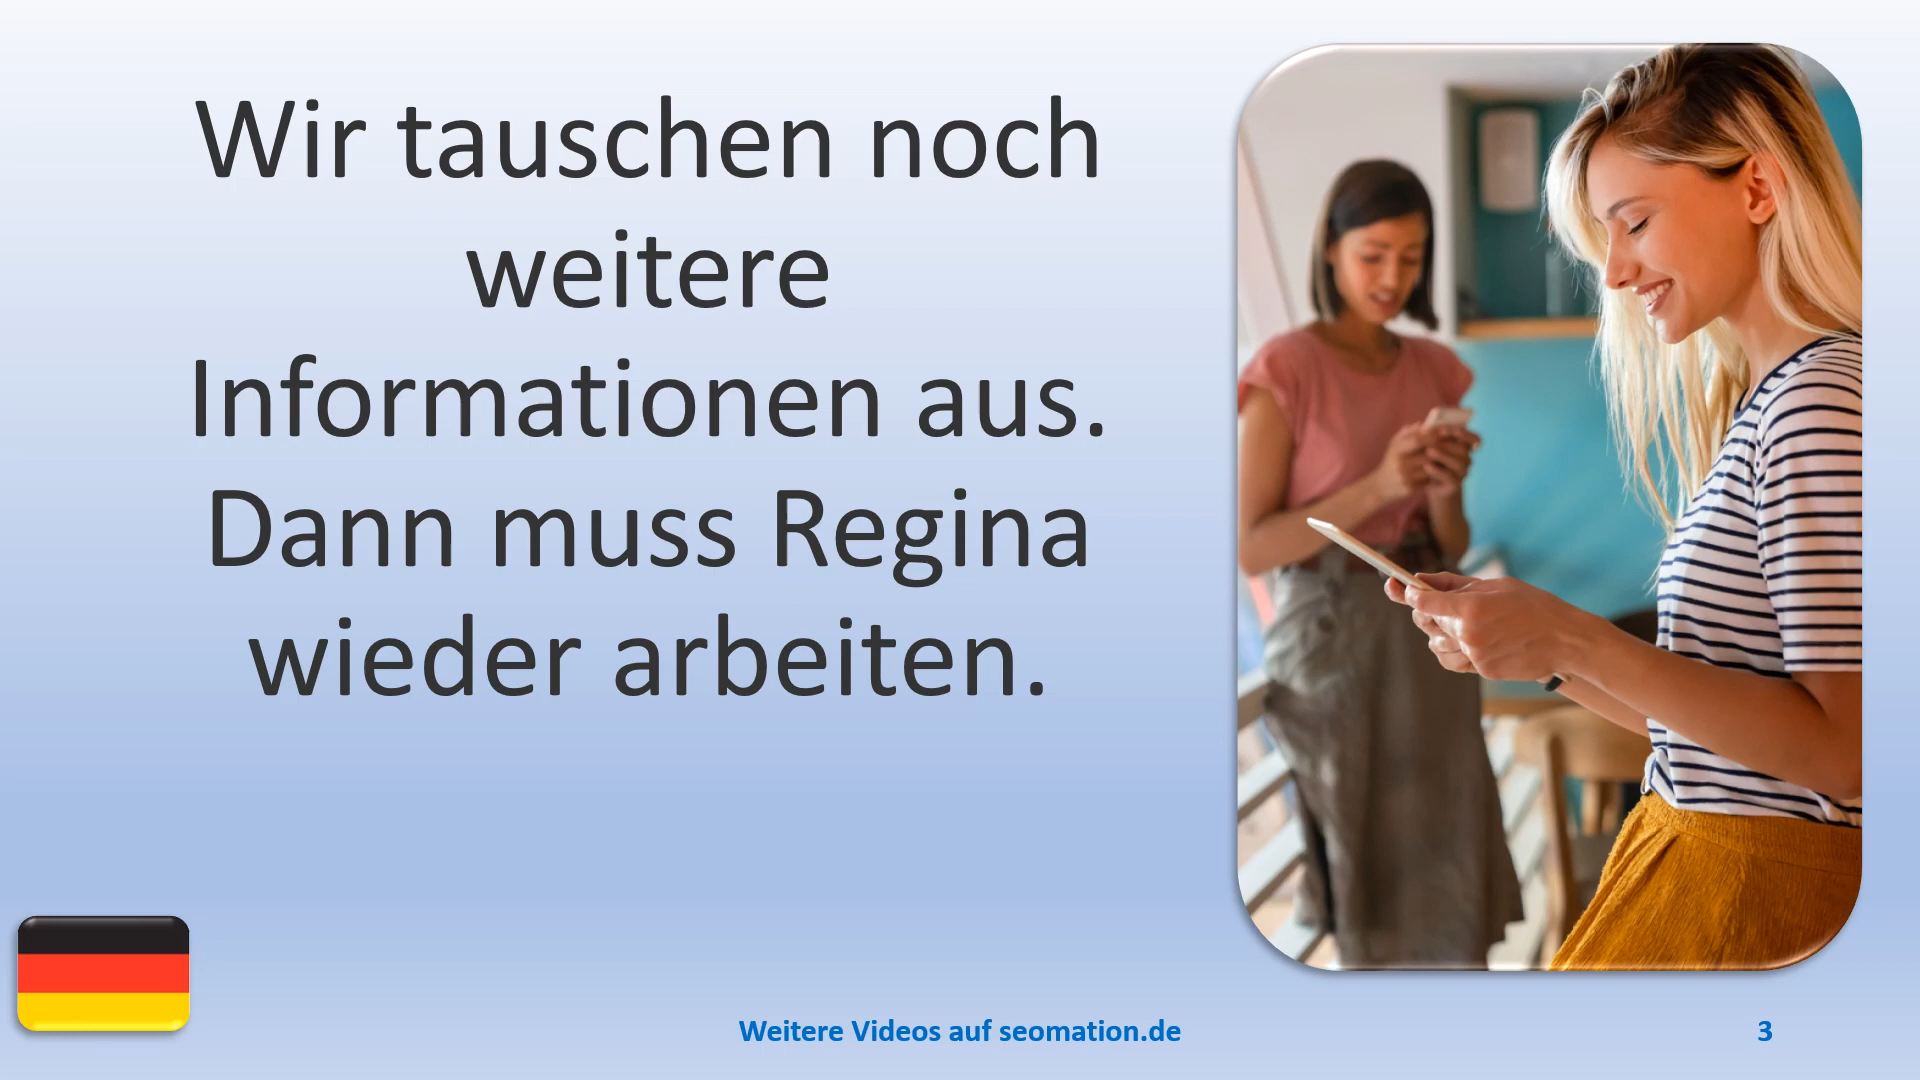 Wir tauschen noch
weitere
Informationen aus.
Dann muss Regina
wieder arbeiten.
Weitere Videos auf seomation.de
3